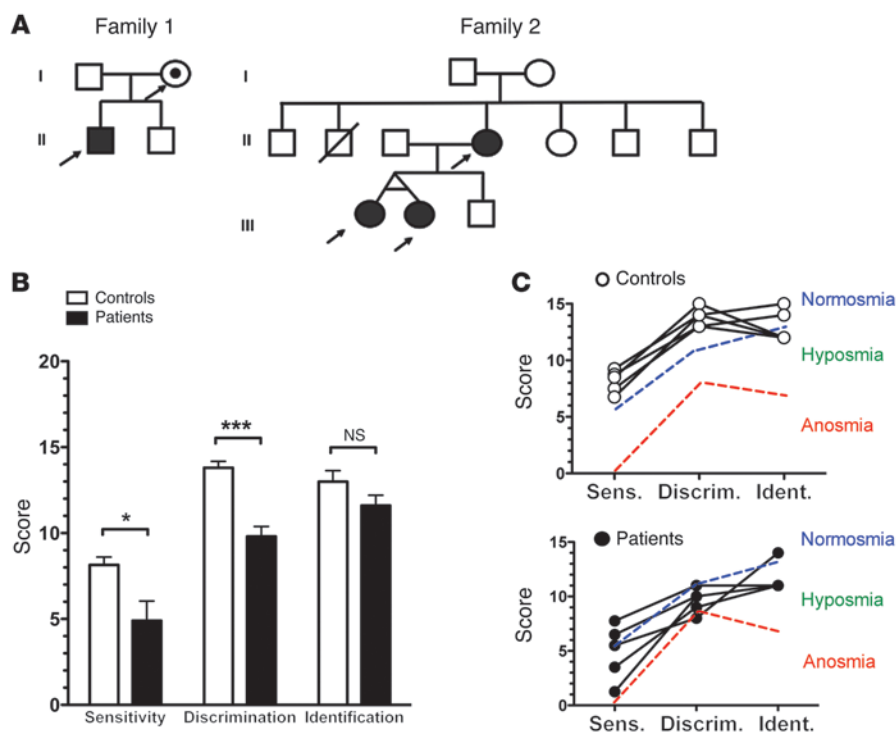 A
Family 1
Family 2
I
II
I
II
III
B
Controls
Patients
Score
20
15
10
5
0
*
***
NS
Sensitivity
Discrimination
Identification
C
Controls
Score
15
10
5
0
Normosmia
Hyposmia
Anosmia
Sens.
Discrim.
Ident.
Patients
Score
15
10
5
0
Normosmia
Hyposmia
Anosmia
Sens.
Discrim.
Ident.